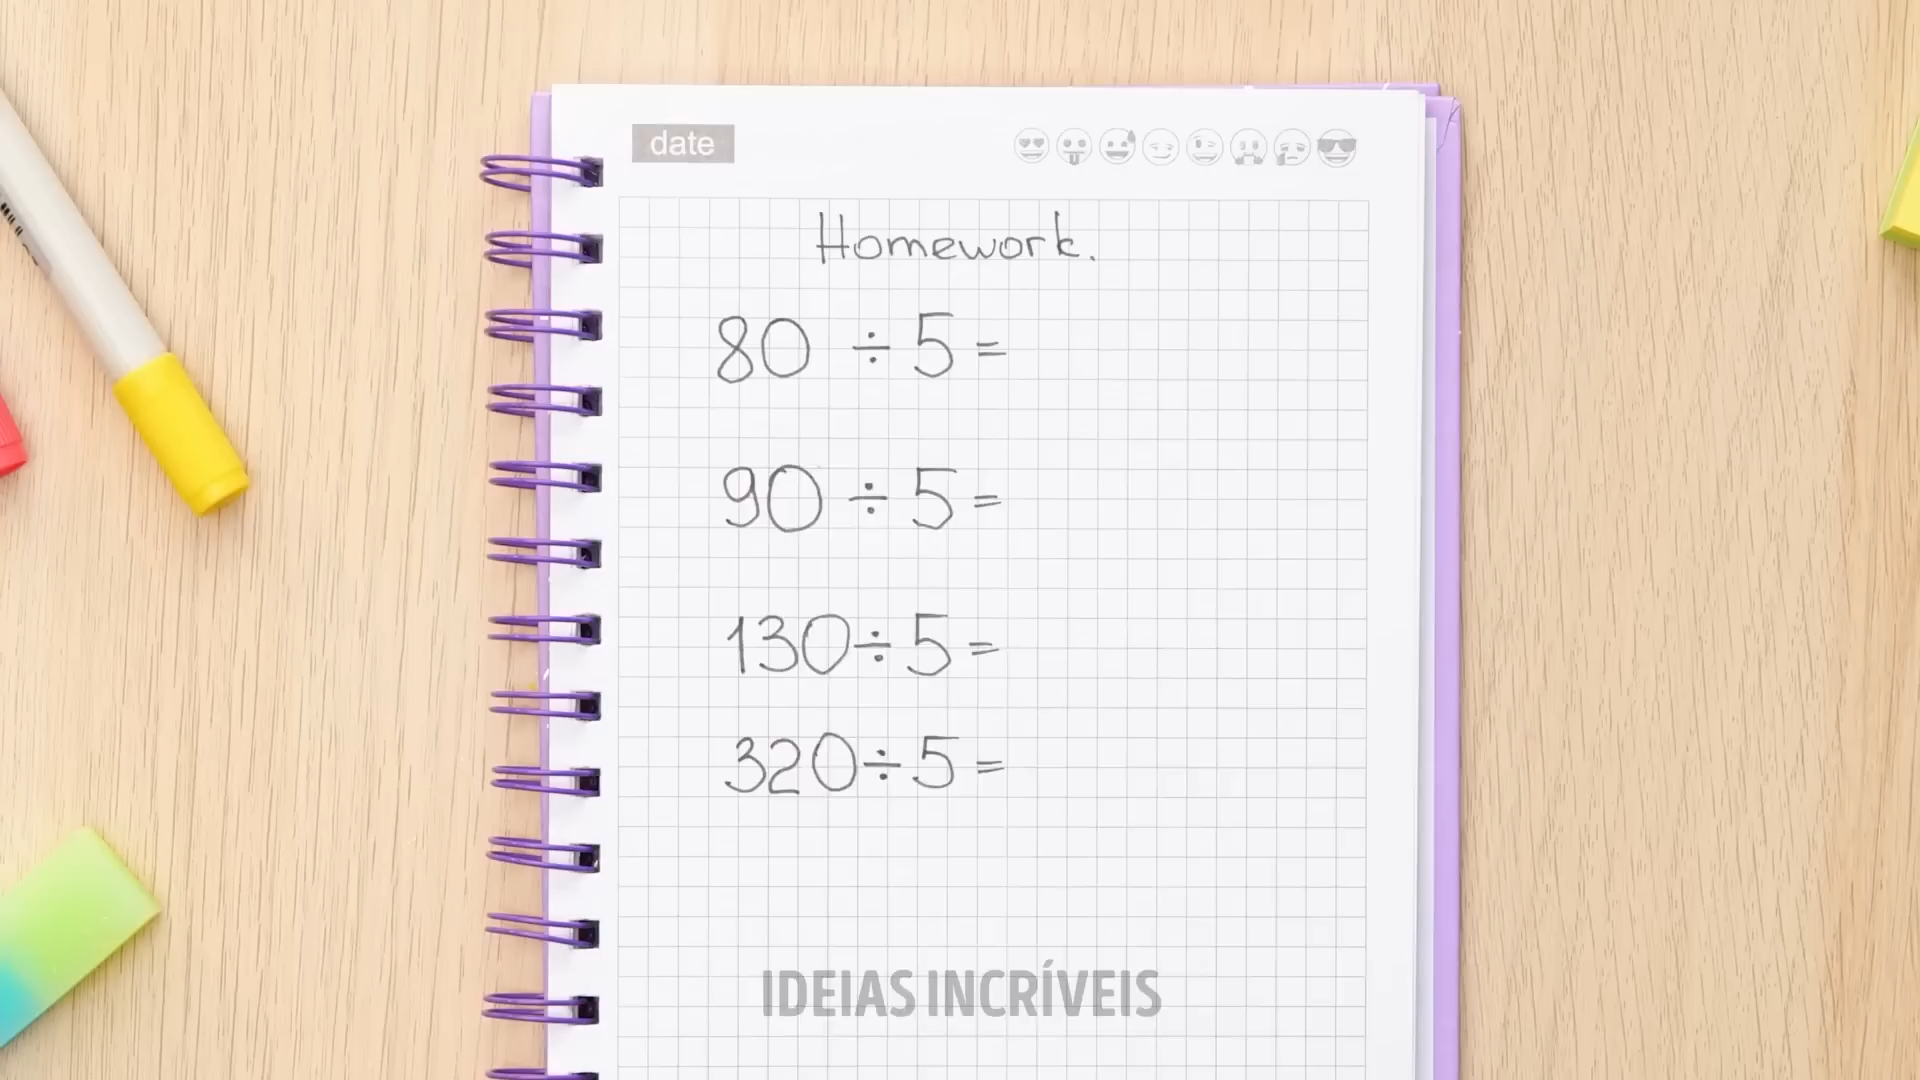 date
Homework.
80 ÷ 5 =
90 ÷ 5 =
130 ÷ 5 =
320 ÷ 5 =
IDEIAS INCRÍVEIS